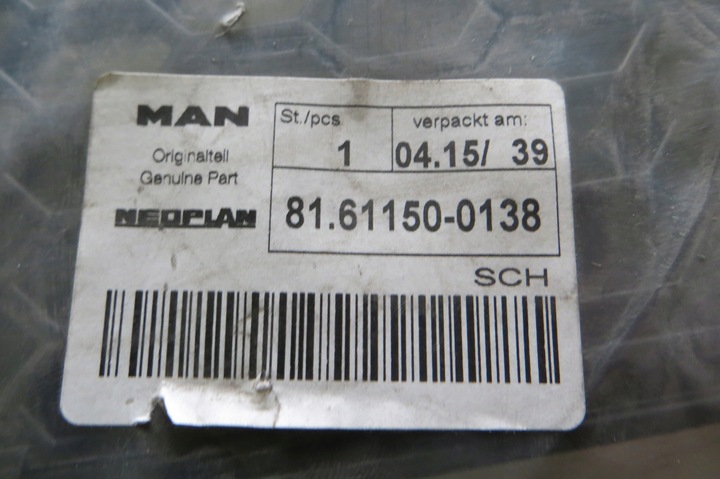 MAN
Originalteil
Genuine Part
NEOPLAN
St./pcs
1
verpackt am:
04.15/ 39
81.61150-0138
SCH